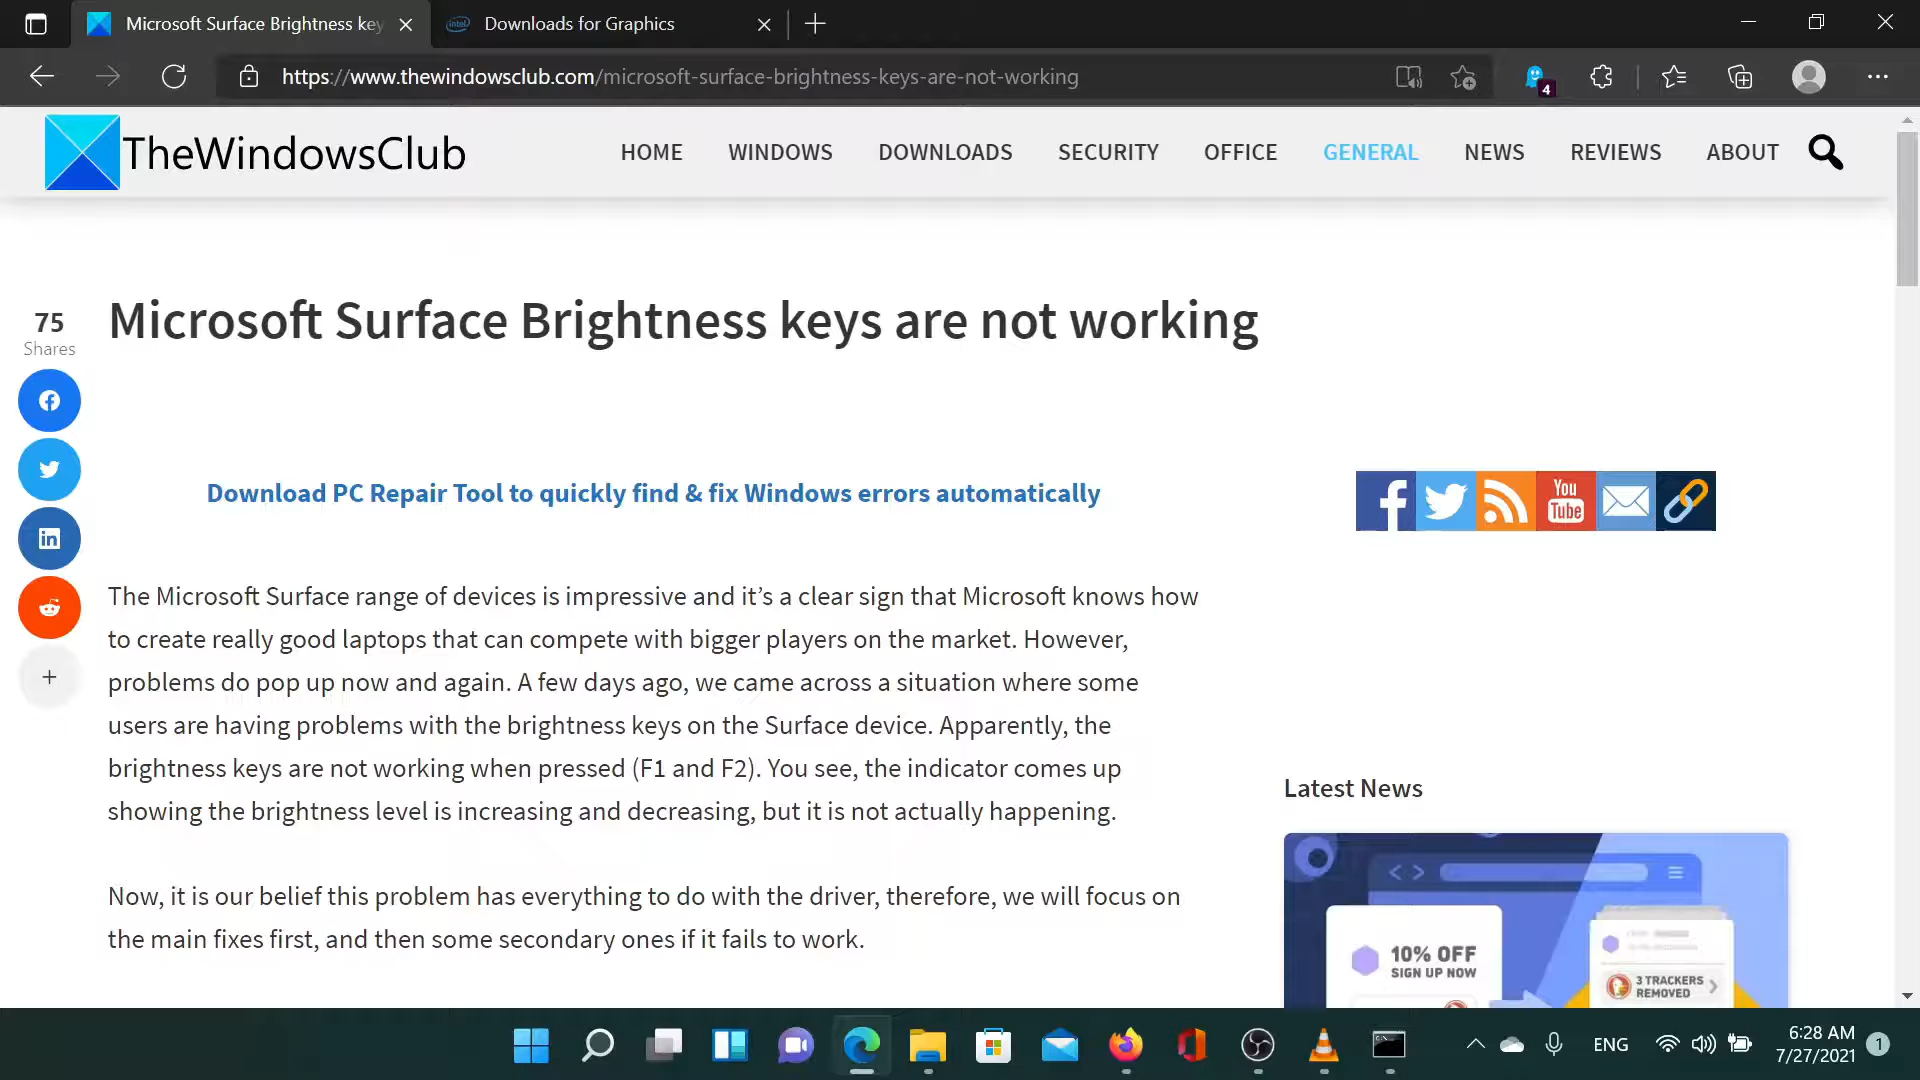 Microsoft Surface Brightness key
Downloads for Graphics
https://www.thewindowsclub.com/microsoft-surface-brightness-keys-are-not-working
4
TheWindowsClub
HOME WINDOWS DOWNLOADS SECURITY OFFICE GENERAL NEWS REVIEWS ABOUT
75
Shares
Microsoft Surface Brightness keys are not working
Download PC Repair Tool to quickly find & fix Windows errors automatically
You
Tube
The Microsoft Surface range of devices is impressive and it’s a clear sign that Microsoft knows how
to create really good laptops that can compete with bigger players on the market. However,
problems do pop up now and again. A few days ago, we came across a situation where some
users are having problems with the brightness keys on the Surface device. Apparently, the
brightness keys are not working when pressed (F1 and F2). You see, the indicator comes up
showing the brightness level is increasing and decreasing, but it is not actually happening.
Now, it is our belief this problem has everything to do with the driver, therefore, we will focus on
the main fixes first, and then some secondary ones if it fails to work.
Latest News
10% OFF
SIGN UP NOW
3 TRACKERS
REMOVED
ENG
6:28 AM
7/27/2021
1